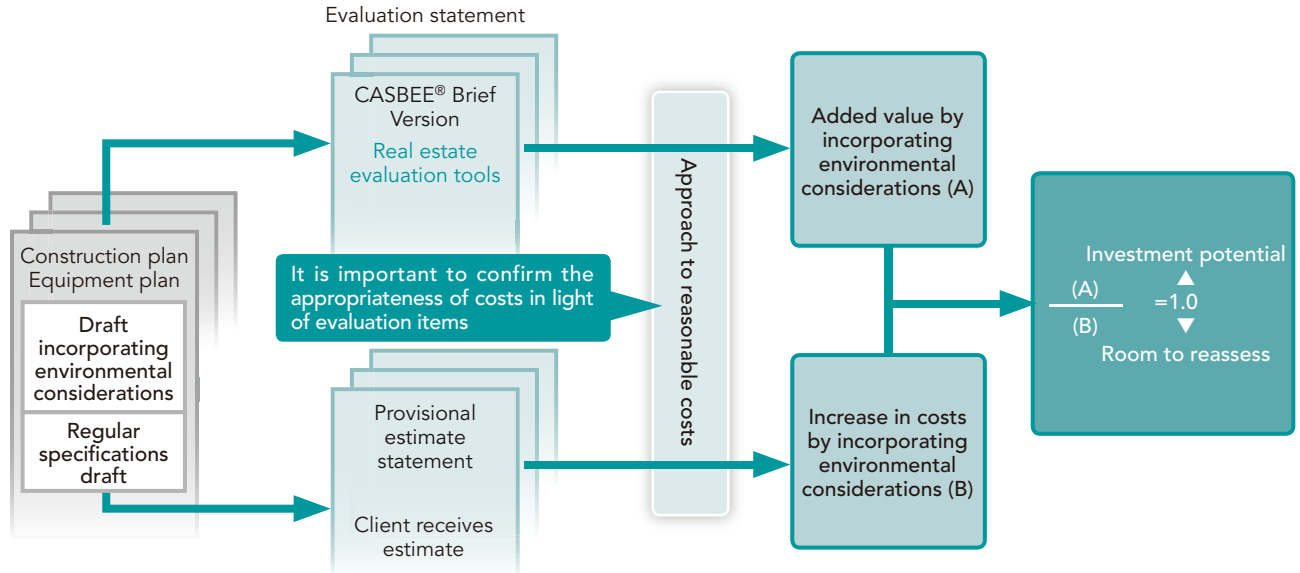 Evaluation statement
CASBEE® Brief
Version
Real estate
evaluation tools
Construction plan
Equipment plan
Draft
incorporating
environmental
considerations
Regular
specifications
draft
It is important to confirm the
appropriateness of costs in light
of evaluation items
Provisional
estimate
statement
Client receives
estimate
Approach to reasonable costs
Added value by
incorporating
environmental
considerations (A)
Increase in costs
by incorporating
environmental
considerations (B)
Investment potential
▲
(A)
=1.0
(B)
▼
Room to reassess